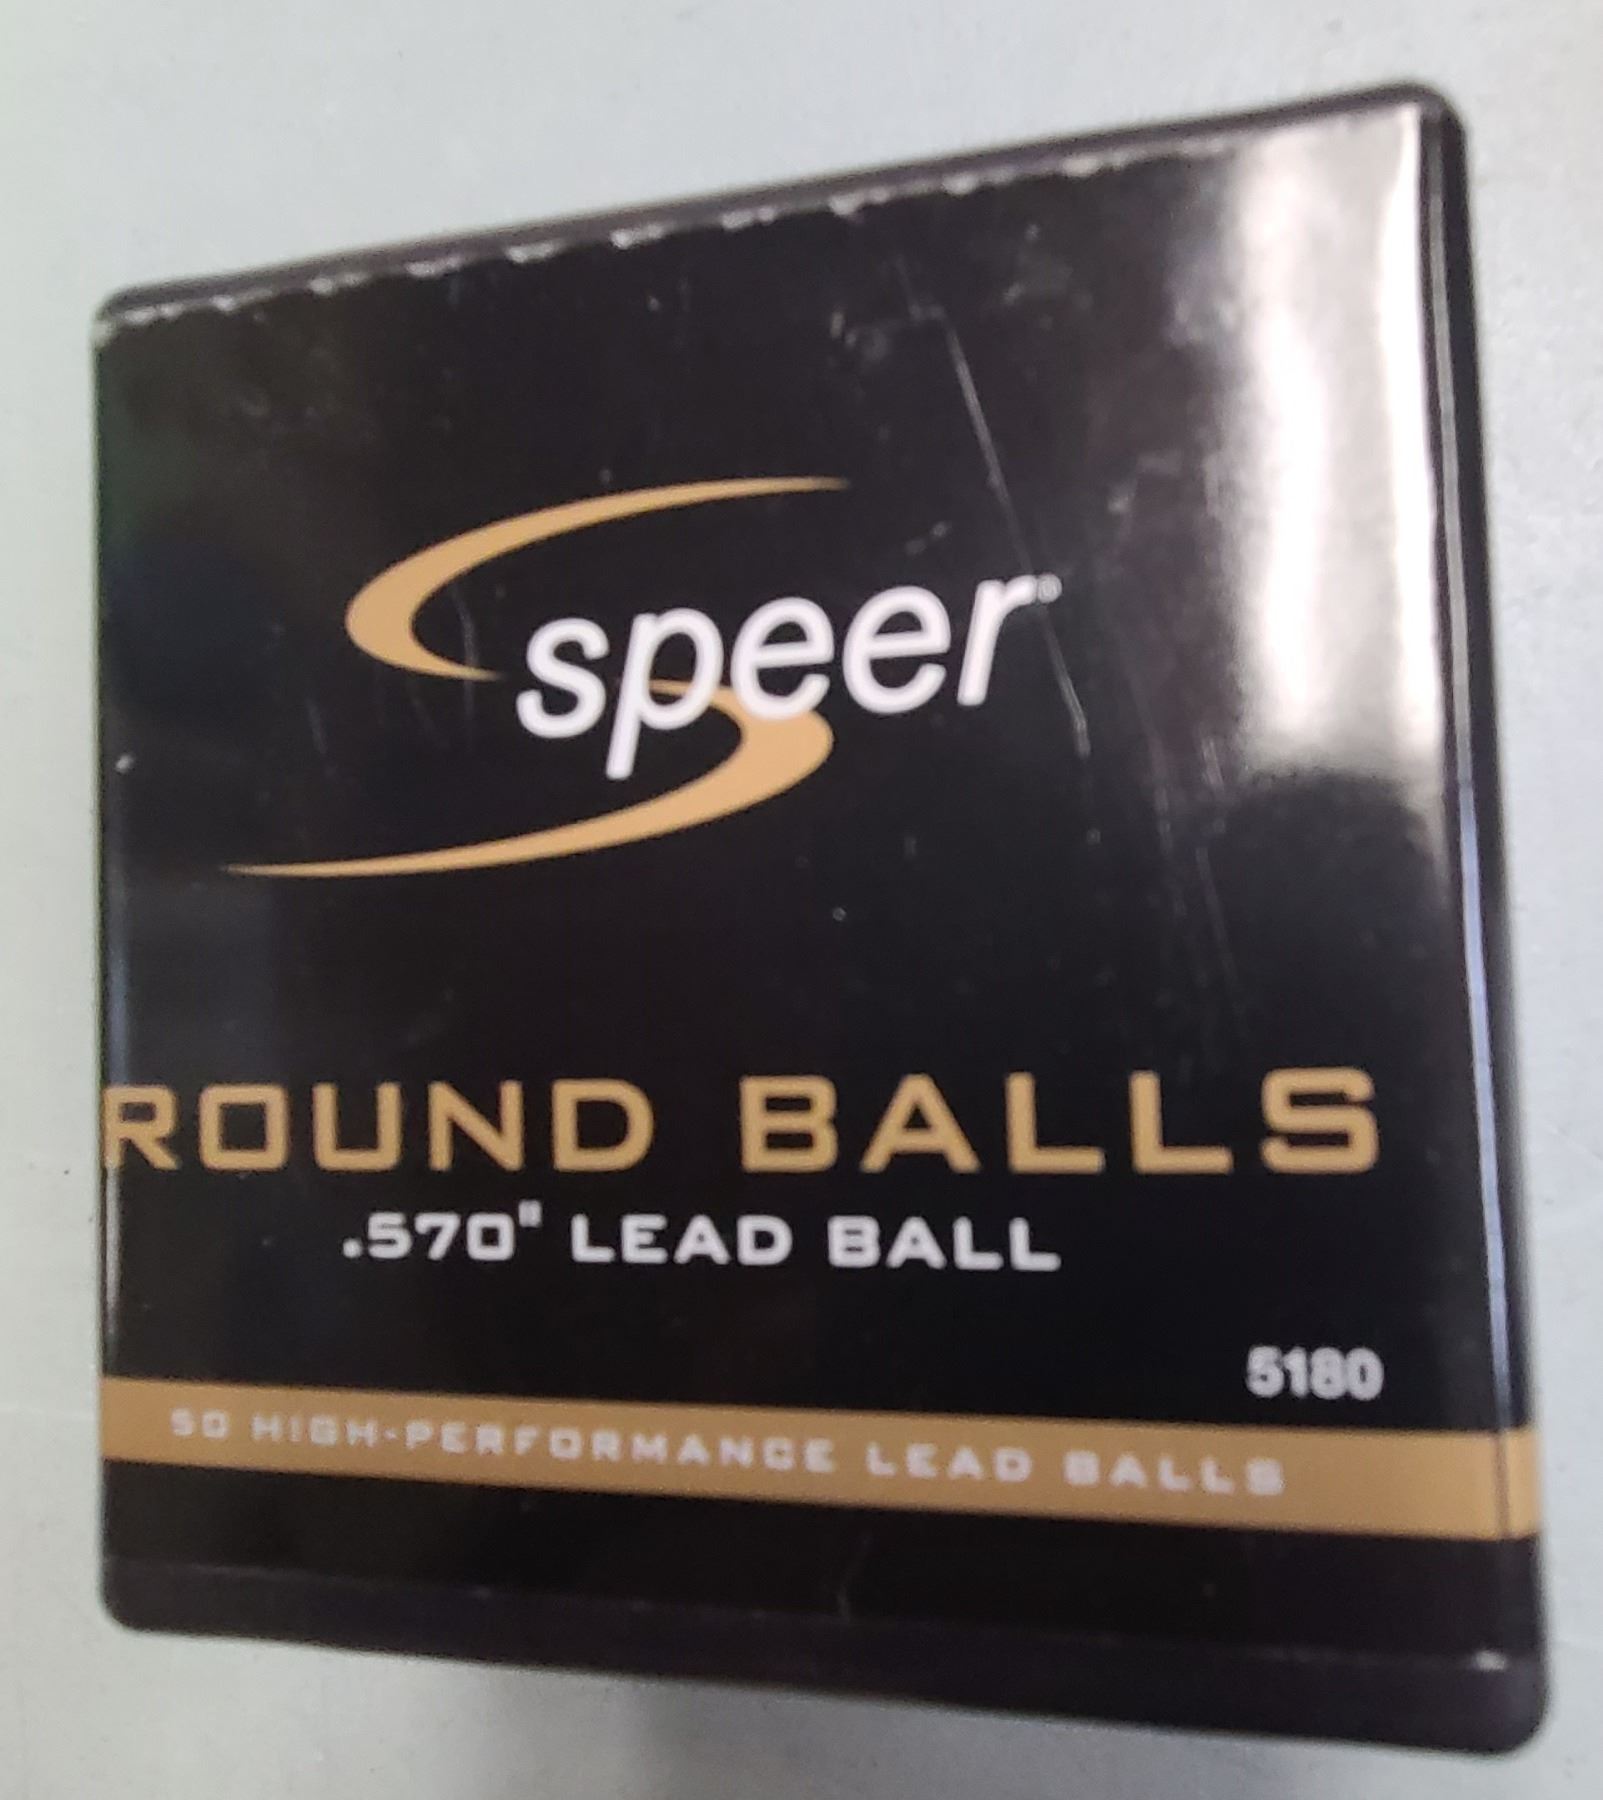 speer
ROUND BALLS
.570" LEAD BALL
5180
50 HIGH-PERFORMANCE LEAD BALLS